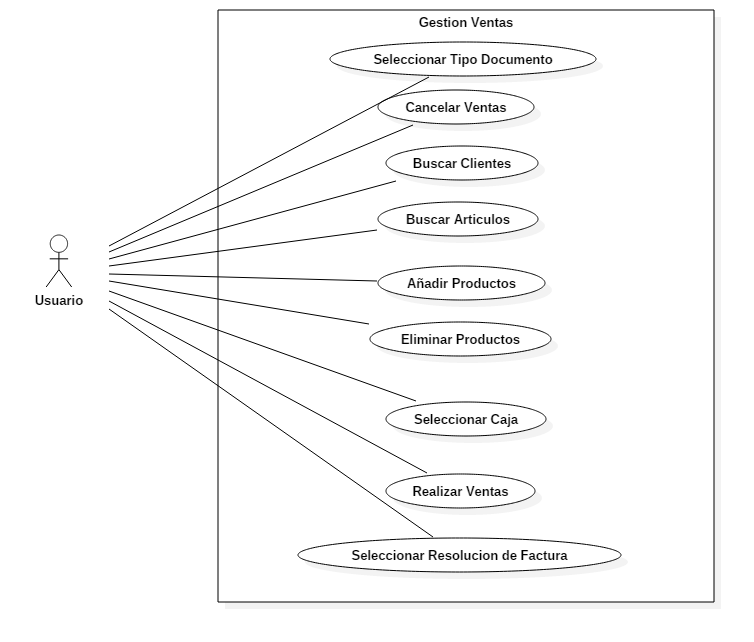 Gestion Ventas
Seleccionar Tipo Documento
Cancelar Ventas
Buscar Clientes
Buscar Articulos
Añadir Productos
Usuario
Eliminar Productos
Seleccionar Caja
Realizar Ventas
Seleccionar Resolucion de Factura